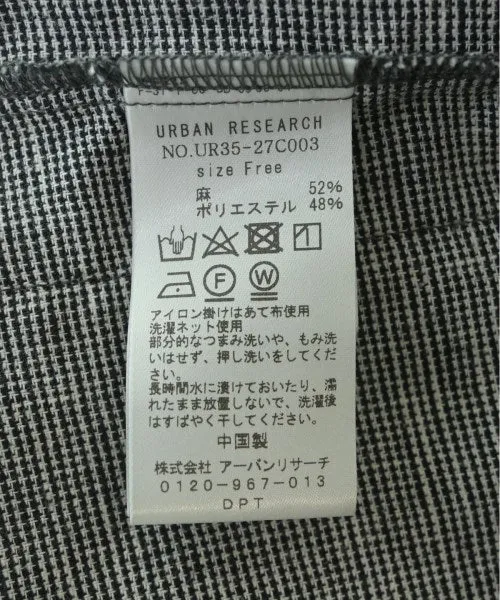 URBAN RESEARCH
NO.UR35-27C003
size Free
麻 52%
ポリエステル 48%
F W
アイロン掛けはあて布使用
洗濯ネット使用
部分的なつまみ洗いや、もみ洗
いはせず、押し洗いをしてくだ
さい。
長時間水に漬けておいたり、濡
れたまま放置しないで、洗濯後
はすばやく干してください。
中国製
株式会社 アーバンリサーチ
0120-967-013
DPT